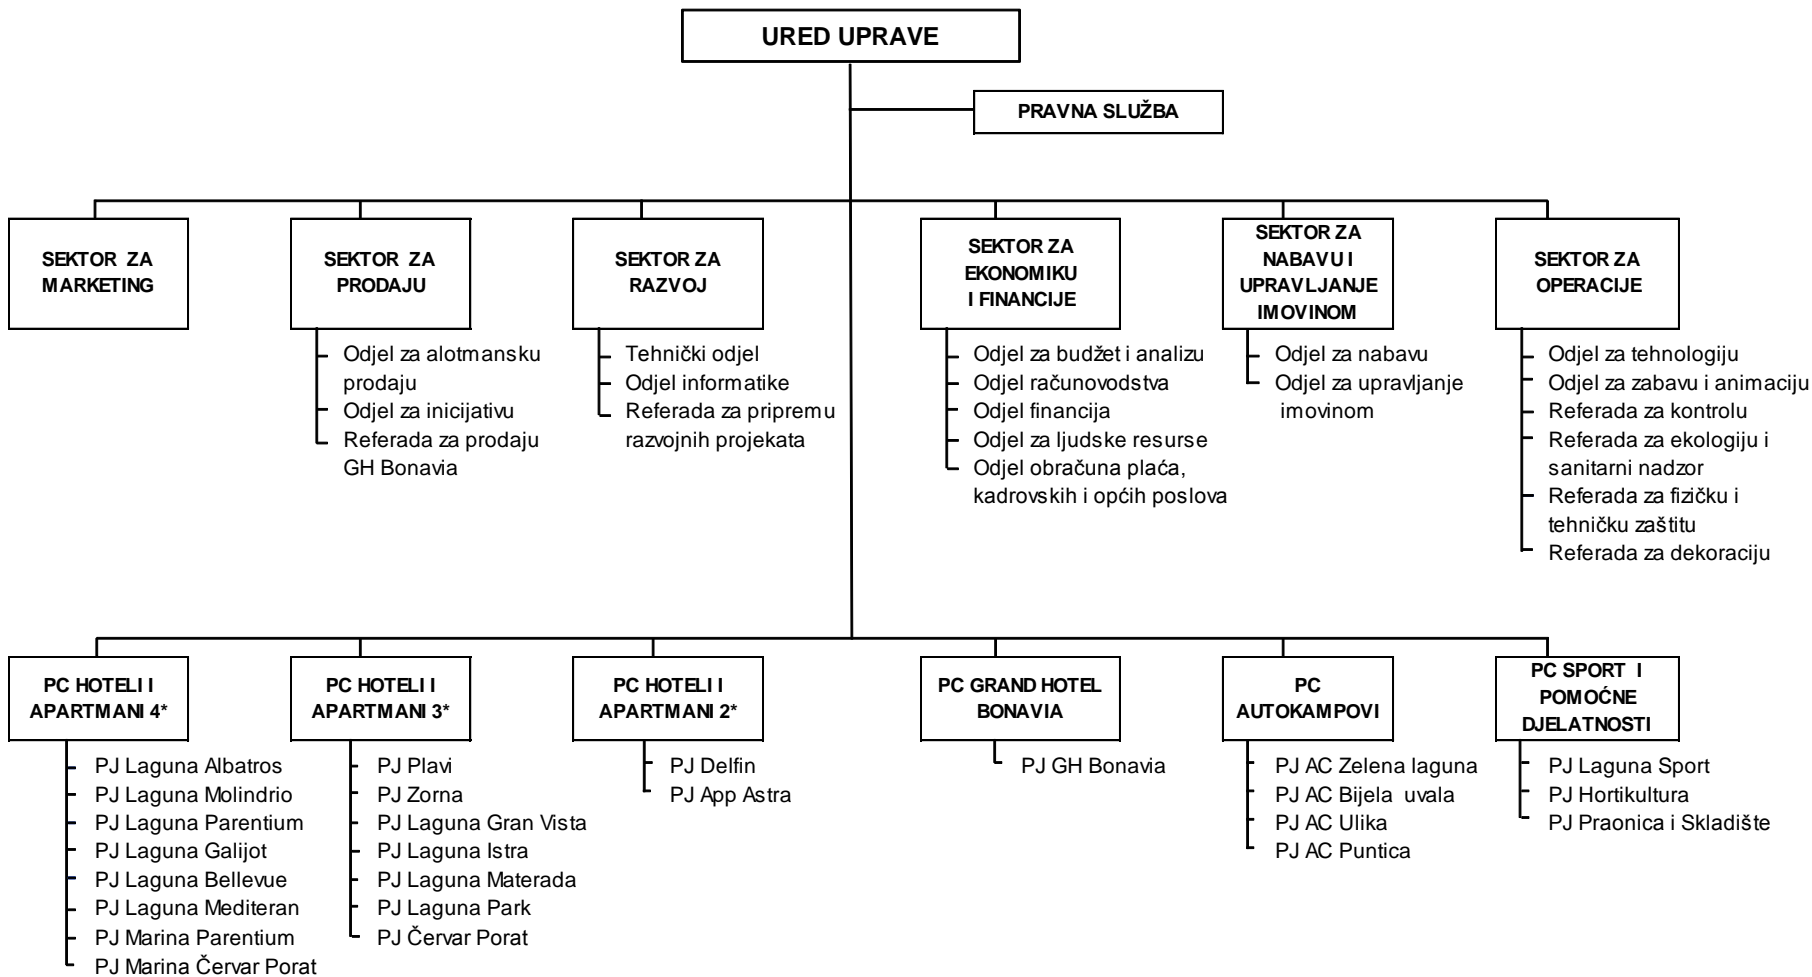 URED UPRAVE
PRAVNA SLUŽBA
SEKTOR ZA
MARKETING
SEKTOR ZA
PRODAJU
Odjel za alotmansku
prodaju
Odjel za inicijativu
Referada za prodaju
GH Bonavia
SEKTOR ZA
RAZVOJ
Tehnički odjel
Odjel informatike
Referada za pripremu
razvojnih projekata
SEKTOR ZA
EKONOMIKU
I FINANCIJE
Odjel za budžet i analizu
Odjel računovodstva
Odjel financija
Odjel za ljudske resurse
Odjel obračuna plaća,
kadrovskih i općih poslova
SEKTOR ZA
NABAVU I
UPRAVLJANJE
IMOVINOM
Odjel za nabavu
Odjel za upravljanje
imovinom
SEKTOR ZA
OPERACIJE
Odjel za tehnologiju
Odjel za zabavu i animaciju
Referada za kontrolu
Referada za ekologiju i
sanitarni nadzor
Referada za fizičku i
tehničku zaštitu
Referada za dekoraciju
PC HOTELI I
APARTMANI 4*
PJ Laguna Albatros
PJ Laguna Molindrio
PJ Laguna Parentium
PJ Laguna Galijot
PJ Laguna Bellevue
PJ Laguna Mediteran
PJ Marina Parentium
PJ Marina Červar Porat
PC HOTELI I
APARTMANI 3*
PJ Plavi
PJ Zorna
PJ Laguna Gran Vista
PJ Laguna Istra
PJ Laguna Materada
PJ Laguna Park
PJ Červar Porat
PC HOTELI I
APARTMANI 2*
PJ Delfin
PJ App Astra
PC GRAND HOTEL
BONAVIA
PJ GH Bonavia
PC
AUTOKAMPOVI
PJ AC Zelena laguna
PJ AC Bijela uvala
PJ AC Ulika
PJ AC Puntica
PC SPORT I
POMOĆNE
DJELATNOSTI
PJ Laguna Sport
PJ Hortikultura
PJ Praonica i Skladište